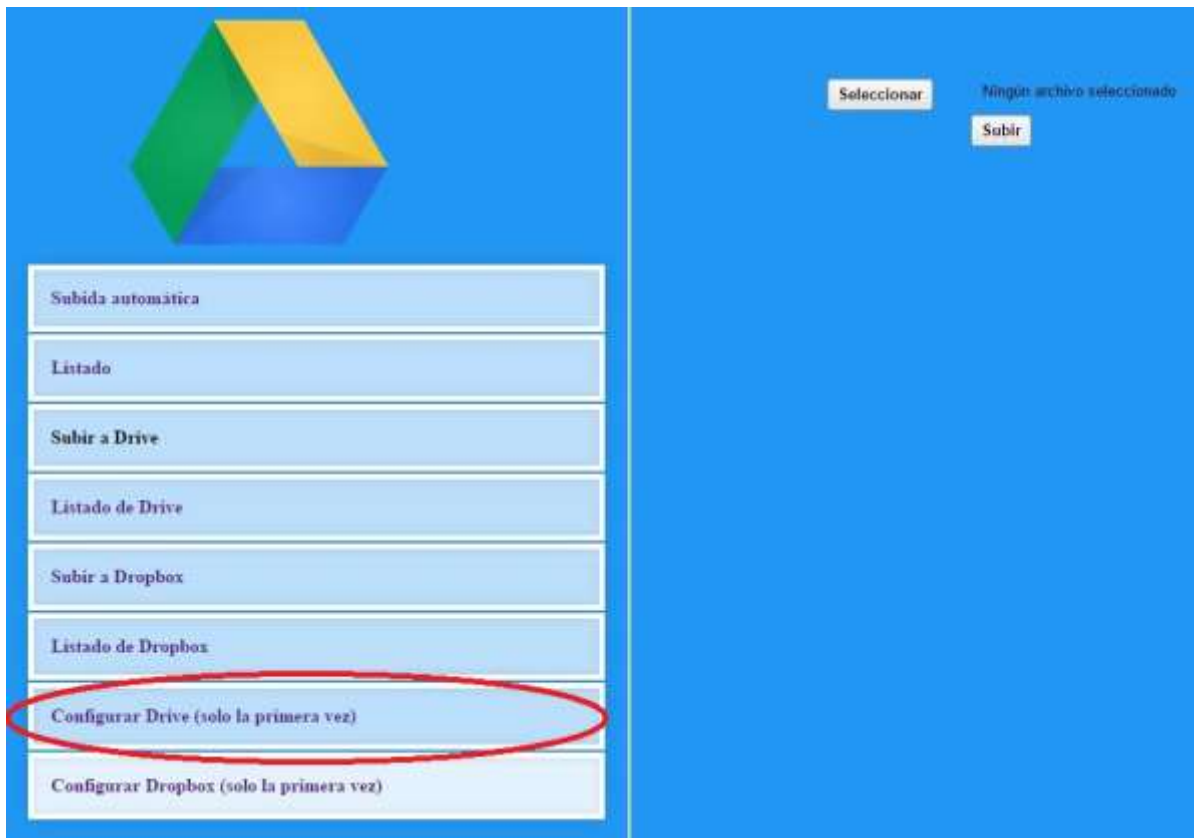 Seleccionar
Ningún archivo seleccionado
Subir
Subida automática
Listado
Subir a Drive
Listado de Drive
Subir a Dropbox
Listado de Dropbox
Configurar Drive (solo la primera vez)
Configurar Dropbox (solo la primera vez)